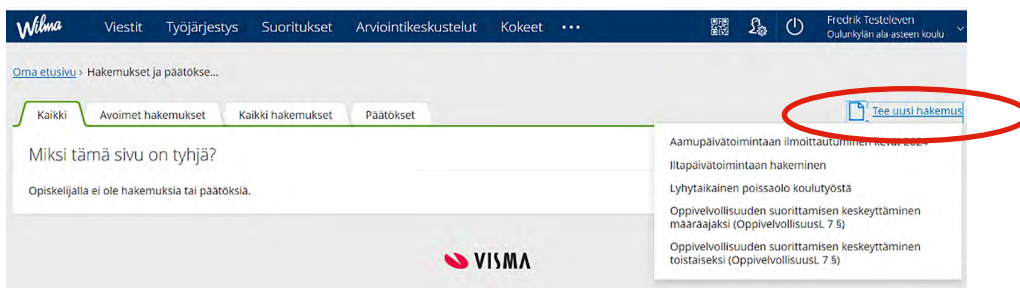 Wilma Viestit Työjärjestys Suoritukset Arviointikeskustelut Kokeet ••• Fredrik Testeleven
Oulunkylän ala-asteen koulu
Oma etusivu > Hakemukset ja päätökse...
Kaikki Avoimet hakemukset Kaikki hakemukset Päätökset Tee uusi hakemus
Miksi tämä sivu on tyhjä?
Opiskelijalla ei ole hakemuksia tai päätöksiä.
Aamupäivätoimintaan ilmoittautuminen kevät 2024
Iltapäivätoimintaan hakeminen
Lyhytaikainen poissaolo koulutyöstä
Oppivelvollisuuden suorittamisen keskeyttäminen
määräajaksi (OppivelvollisuusL 7 §)
Oppivelvollisuuden suorittamisen keskeyttäminen
toistaiseksi (OppivelvollisuusL 7 §)
VISMA